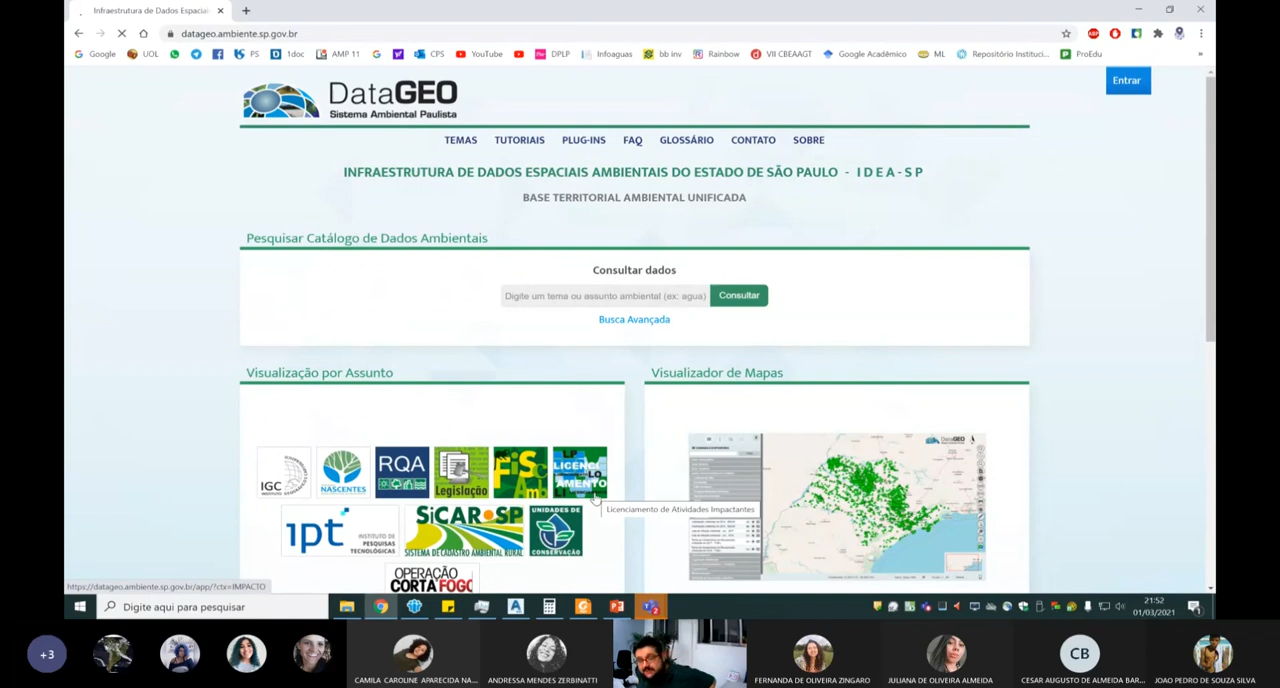 Infraestrutura de Dados Espaciai
datageo.ambiente.sp.gov.br
Google UOL PS 1doc AMP 11 CPS YouTube DPLP Infoaguas bb inv Rainbow VII CBEAAGT Google Acadêmico ML Repositório Instituci... ProEdu
Entrar
DataGEO
Sistema Ambiental Paulista
TEMAS TUTORIAIS PLUG-INS FAQ GLOSSÁRIO CONTATO SOBRE
INFRAESTRUTURA DE DADOS ESPACIAIS AMBIENTAIS DO ESTADO DE SÃO PAULO - I D E A - S P
BASE TERRITORIAL AMBIENTAL UNIFICADA
Pesquisar Catálogo de Dados Ambientais
Consultar dados
Digite um tema ou assunto ambiental (ex: agua) Consultar
Busca Avançada
Visualização por Assunto
Visualizador de Mapas
IGC
NASCENTES
RQA
Legislação
LICENCI
AMENTO
Licenciamento de Atividades Impactantes
ipt
INSTITUTO DE
PESQUISAS
TECNOLÓGICAS
SiCAR-SP
SISTEMA DE CADASTRO AMBIENTAL RURAL
UNIDADES DE
CONSERVAÇÃO
OPERAÇÃO
CORTA FOGO
DataGEO
https://datageo.ambiente.sp.gov.br/app/?ctx=IMPACTO
Digite aqui para pesquisar
21:52
01/03/2021
+3
CB
CAMILA CAROLINE APARECIDA NA...
ANDRESSA MENDES ZERBINATTI
FERNANDA DE OLIVEIRA ZINGARO
JULIANA DE OLIVEIRA ALMEIDA
CESAR AUGUSTO DE ALMEIDA BAR...
JOAO PEDRO DE SOUZA SILVA